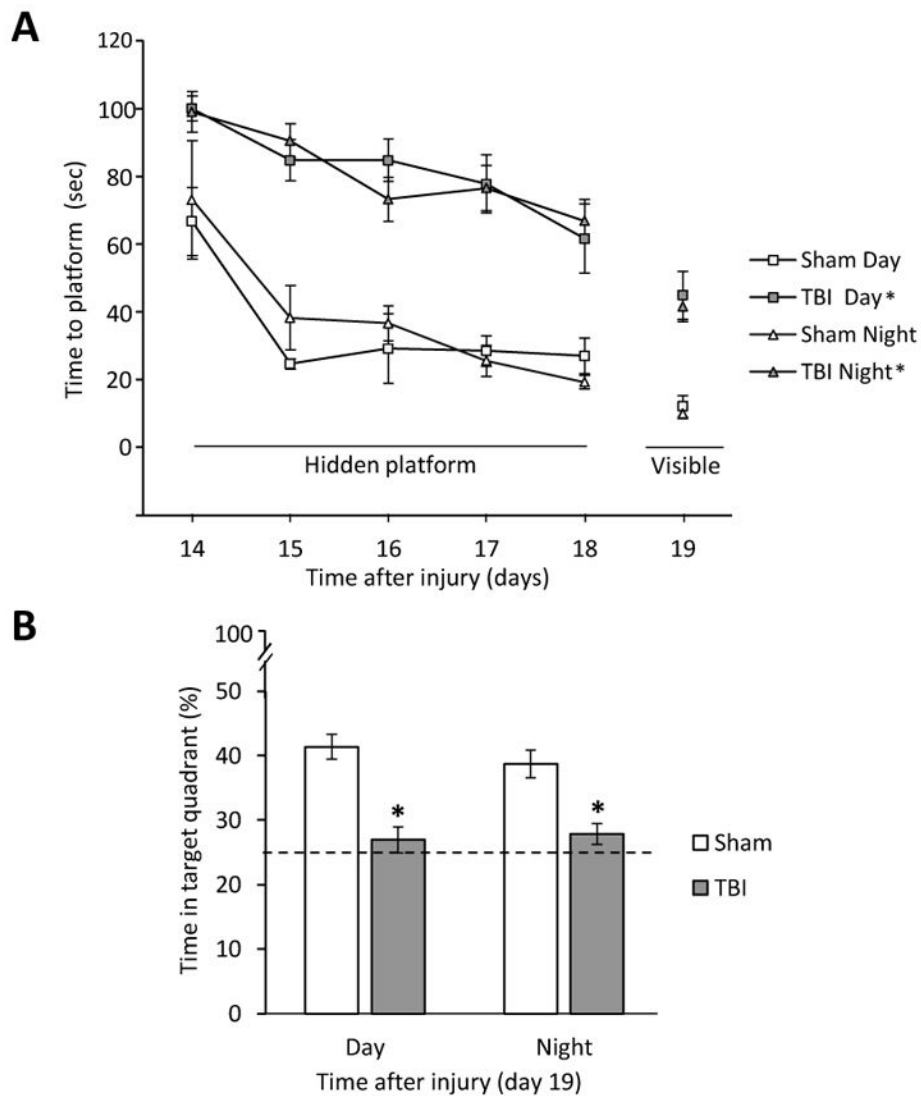 A
120
100
80
60
40
20
0
Time to platform (sec)
Hidden platform
Visible
14 15 16 17 18 19
Time after injury (days)
Sham Day
TBI Day*
Sham Night
TBI Night*
B
100
50
40
30
20
10
0
Time in target quadrant (%)
* *
Sham
TBI
Day Night
Time after injury (day 19)